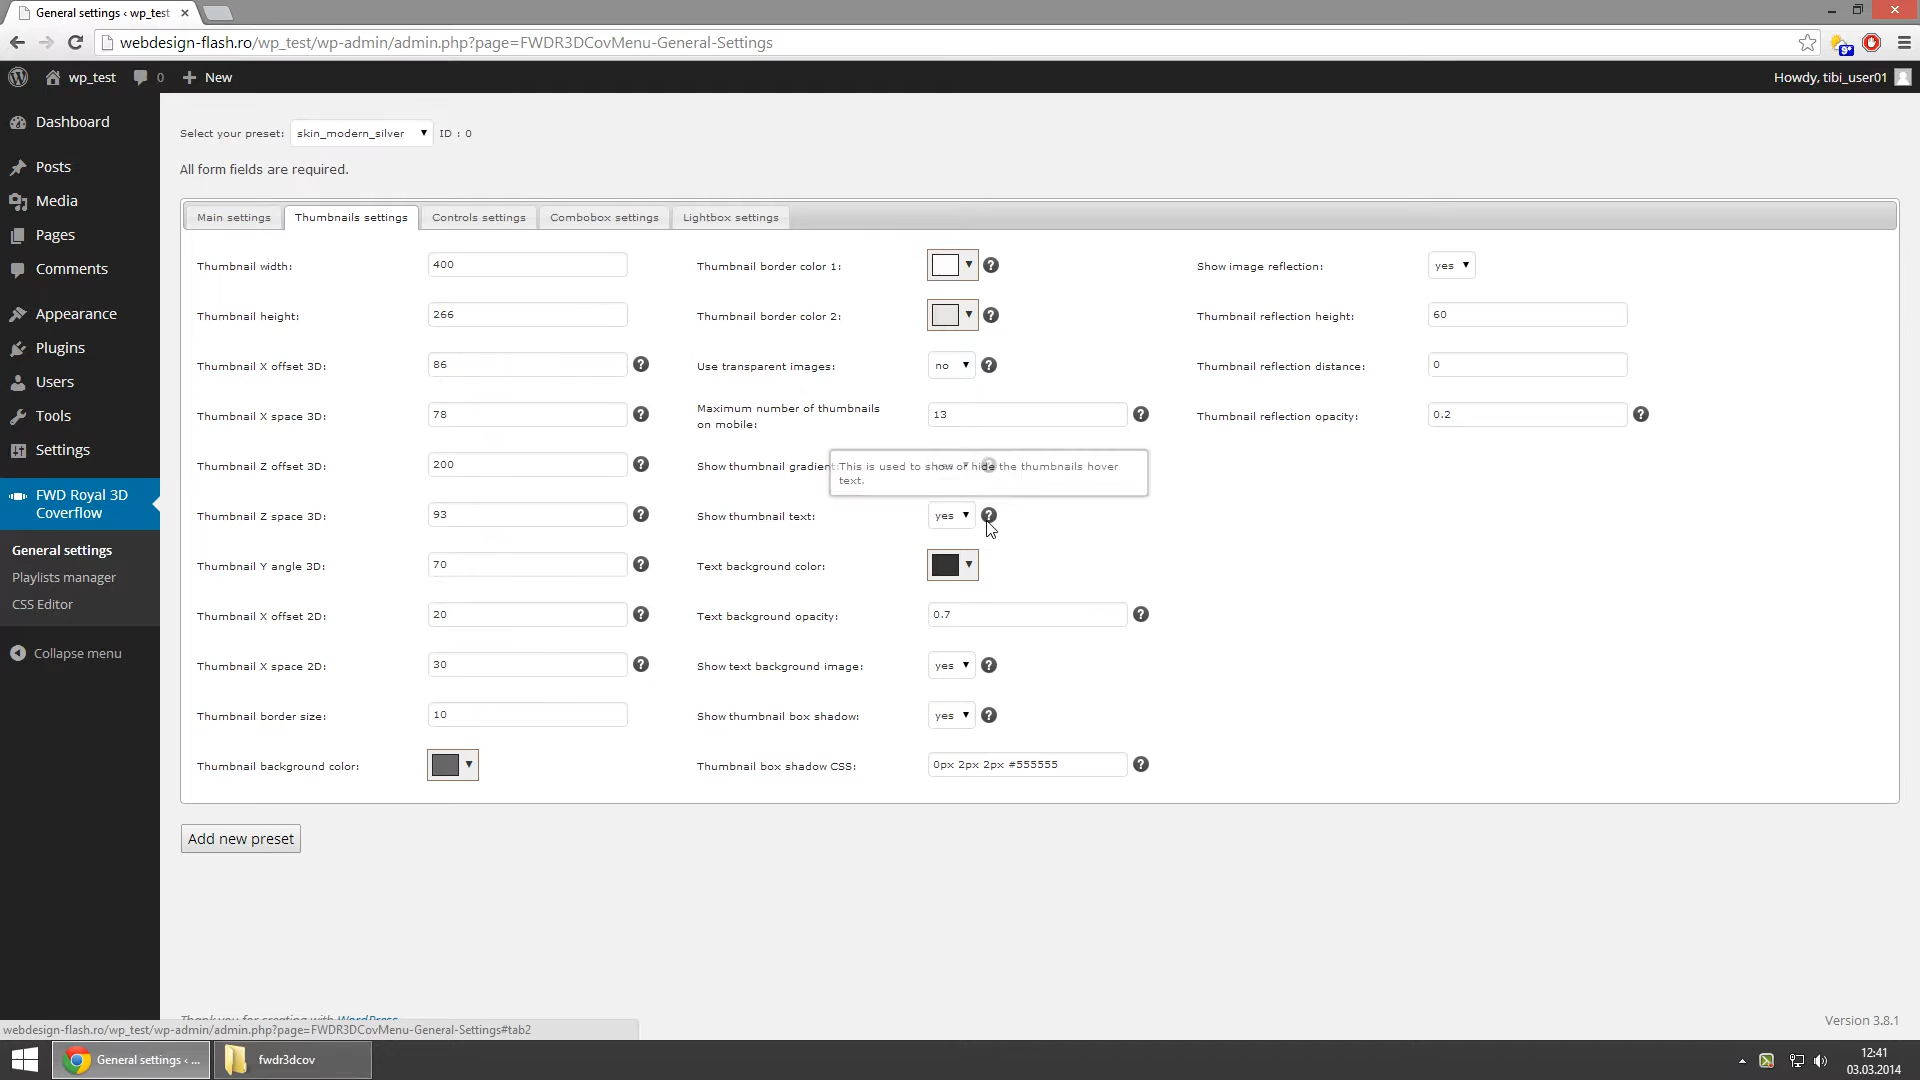 General settings ‹ wp_test
webdesign-flash.ro/wp_test/wp-admin/admin.php?page=FWDR3DCovMenu-General-Settings
9°
wp_test
0
New
Howdy, tibi_user01
Dashboard
Posts
Media
Pages
Comments
Appearance
Plugins
Users
Tools
Settings
FWD Royal 3D
Coverflow
General settings
Playlists manager
CSS Editor
Collapse menu
Select your preset: skin_modern_silver ID : 0
All form fields are required.
Main settings Thumbnails settings Controls settings Combobox settings Lightbox settings
Thumbnail width: 400
Thumbnail height: 266
Thumbnail X offset 3D: 86 ?
Thumbnail X space 3D: 78 ?
Thumbnail Z offset 3D: 200 ?
Thumbnail Z space 3D: 93 ?
Thumbnail Y angle 3D: 70 ?
Thumbnail X offset 2D: 20 ?
Thumbnail X space 2D: 30 ?
Thumbnail border size: 10
Thumbnail background color:
Thumbnail border color 1: ?
Thumbnail border color 2: ?
Use transparent images: no ?
Maximum number of thumbnails
on mobile: 13 ?
Show thumbnail gradient:
This is used to show or hide the thumbnails hover
text.
Show thumbnail text: yes ?
Text background color:
Text background opacity: 0.7 ?
Show text background image: yes ?
Show thumbnail box shadow: yes ?
Thumbnail box shadow CSS: 0px 2px 2px #555555 ?
Show image reflection: yes
Thumbnail reflection height: 60
Thumbnail reflection distance: 0
Thumbnail reflection opacity: 0.2 ?
Add new preset
Thank you for creating with WordPress
Version 3.8.1
webdesign-flash.ro/wp_test/wp-admin/admin.php?page=FWDR3DCovMenu-General-Settings#tab2
General settings ‹ ...
fwdr3dcov
12:41
03.03.2014